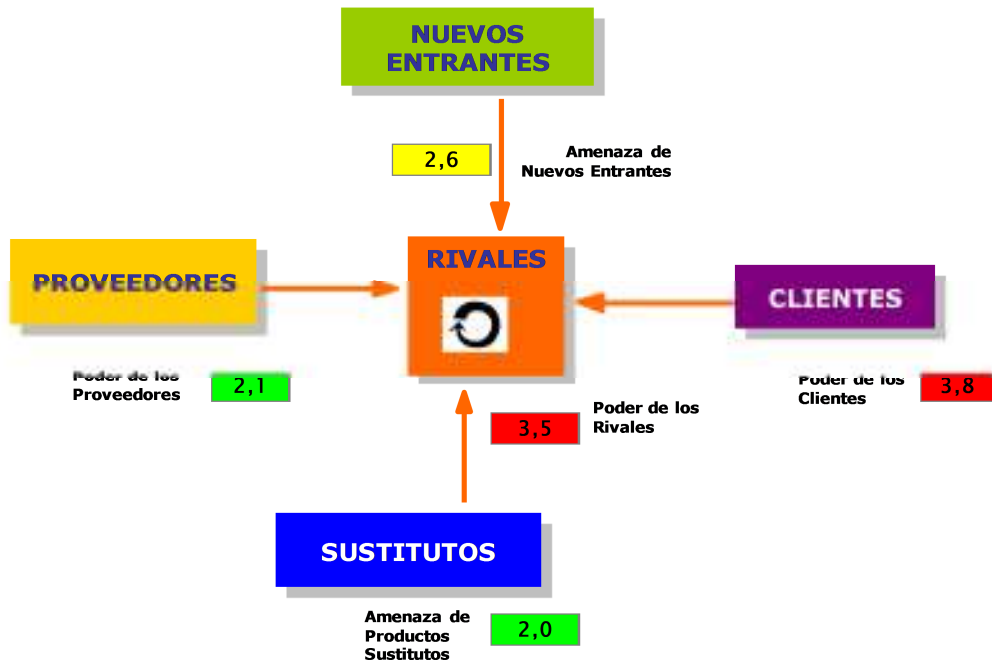 NUEVOS
ENTRANTES
2,6
Amenaza de
Nuevos Entrantes
PROVEEDORES
RIVALES
CLIENTES
Poder de los
Proveedores
2,1
Poder de los
Clientes
3,8
3,5
Poder de los
Rivales
SUSTITUTOS
Amenaza de
Productos
Sustitutos
2,0